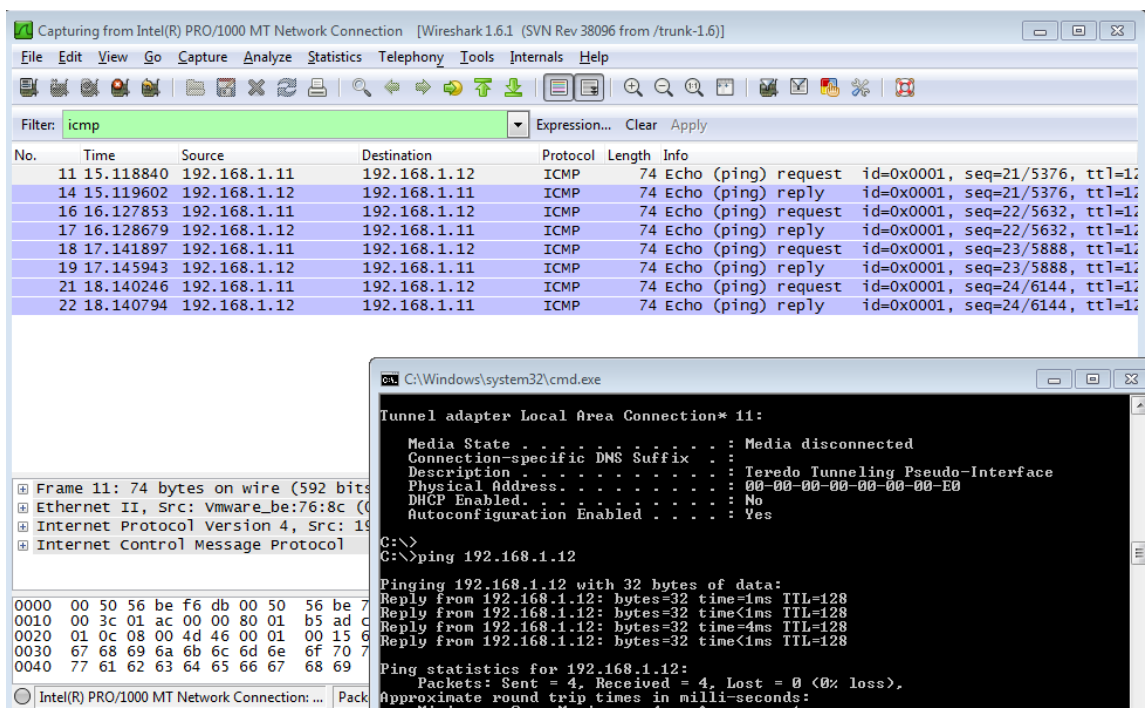 Capturing from Intel(R) PRO/1000 MT Network Connection [Wireshark 1.6.1 (SVN Rev 38096 from /trunk-1.6)]
File Edit View Go Capture Analyze Statistics Telephony Tools Internals Help
Filter: icmp Expression... Clear Apply
No. Time Source Destination Protocol Length Info
11 15.118840 192.168.1.11 192.168.1.12 ICMP 74 Echo (ping) request id=0x0001, seq=21/5376, ttl=12
14 15.119602 192.168.1.12 192.168.1.11 ICMP 74 Echo (ping) reply id=0x0001, seq=21/5376, ttl=12
16 16.127853 192.168.1.11 192.168.1.12 ICMP 74 Echo (ping) request id=0x0001, seq=22/5632, ttl=12
17 16.128679 192.168.1.12 192.168.1.11 ICMP 74 Echo (ping) reply id=0x0001, seq=22/5632, ttl=12
18 17.141897 192.168.1.11 192.168.1.12 ICMP 74 Echo (ping) request id=0x0001, seq=23/5888, ttl=12
19 17.145943 192.168.1.12 192.168.1.11 ICMP 74 Echo (ping) reply id=0x0001, seq=23/5888, ttl=12
21 18.140246 192.168.1.11 192.168.1.12 ICMP 74 Echo (ping) request id=0x0001, seq=24/6144, ttl=12
22 18.140794 192.168.1.12 192.168.1.11 ICMP 74 Echo (ping) reply id=0x0001, seq=24/6144, ttl=12
Frame 11: 74 bytes on wire (592 bits
Ethernet II, Src: Vmware_be:76:8c (0
Internet Protocol Version 4, Src: 19
Internet Control Message Protocol
0000 00 50 56 be f6 db 00 50 56 be 7
0010 00 3c 01 ac 00 00 80 01 b5 ad c
0020 01 0c 08 00 4d 46 00 01 00 15 6
0030 67 68 69 6a 6b 6c 6d 6e 6f 70 7
0040 77 61 62 63 64 65 66 67 68 69
Intel(R) PRO/1000 MT Network Connection: ... Pack
C:\Windows\system32\cmd.exe
Tunnel adapter Local Area Connection* 11:
Media State . . . . . . . . . . . : Media disconnected
Connection-specific DNS Suffix . :
Description . . . . . . . . . . . : Teredo Tunneling Pseudo-Interface
Physical Address. . . . . . . . . : 00-00-00-00-00-00-00-E0
DHCP Enabled. . . . . . . . . . . : No
Autoconfiguration Enabled . . . . : Yes
C:\>
C:\>ping 192.168.1.12
Pinging 192.168.1.12 with 32 bytes of data:
Reply from 192.168.1.12: bytes=32 time=1ms TTL=128
Reply from 192.168.1.12: bytes=32 time<1ms TTL=128
Reply from 192.168.1.12: bytes=32 time=4ms TTL=128
Reply from 192.168.1.12: bytes=32 time<1ms TTL=128
Ping statistics for 192.168.1.12:
Packets: Sent = 4, Received = 4, Lost = 0 (0% loss),
Approximate round trip times in milli-seconds: